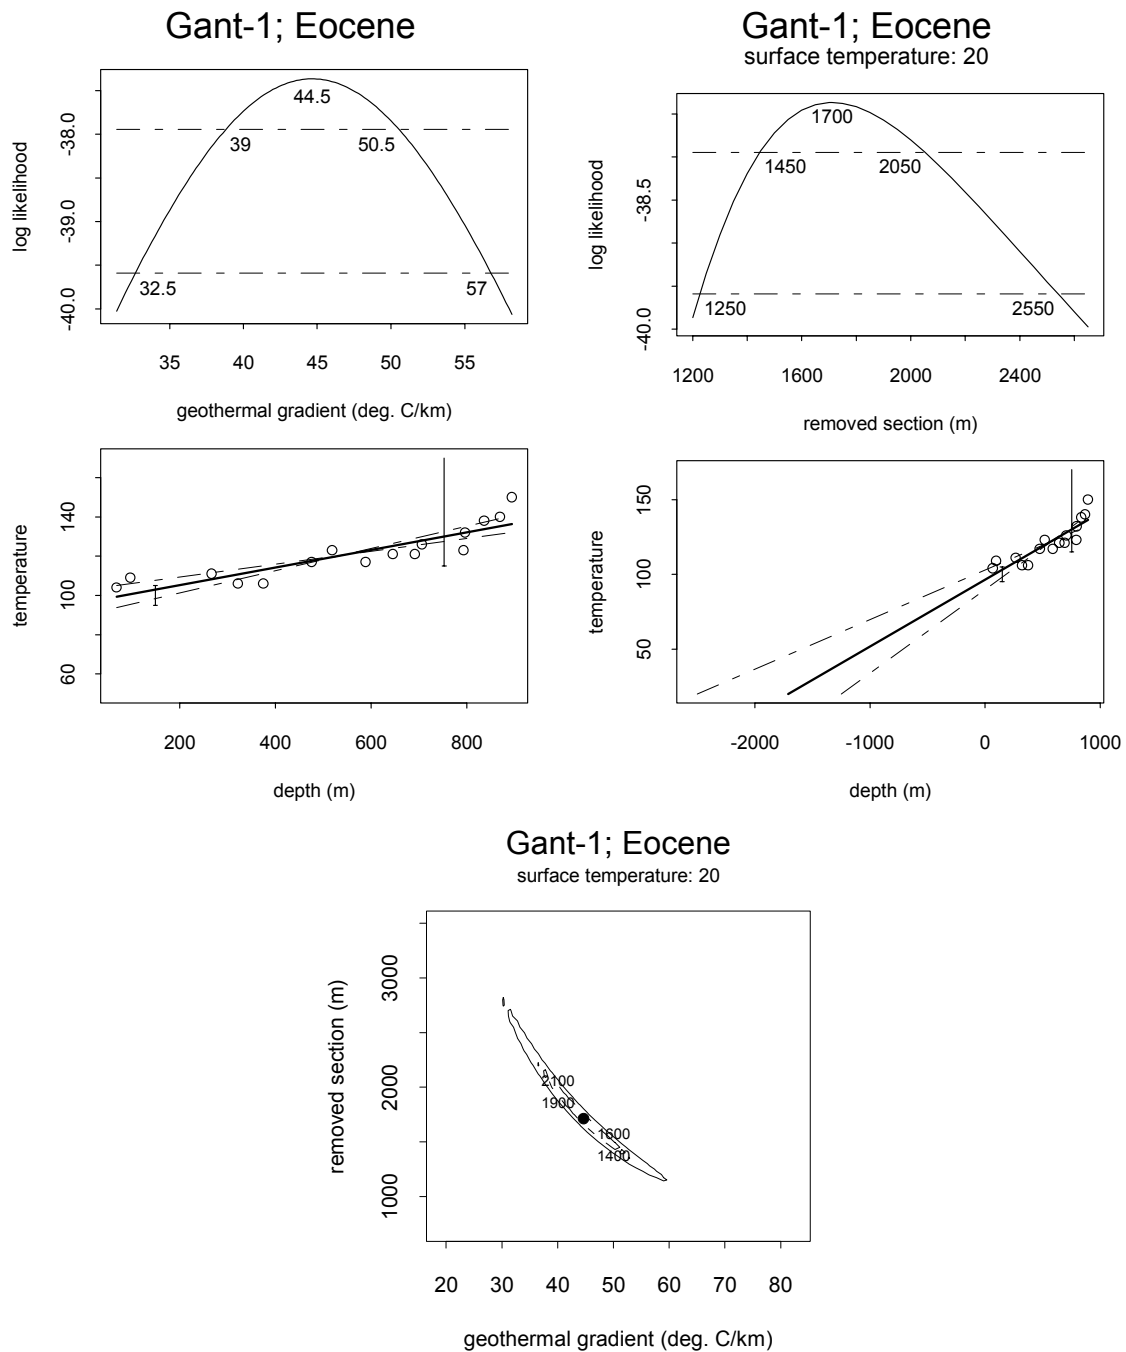 Gant-1; Eocene
log likelihood
-40.0 -39.0 -38.0
44.5
39 50.5
32.5 57
35 40 45 50 55
geothermal gradient (deg. C/km)
Gant-1; Eocene
surface temperature: 20
log likelihood
-40.0 -38.5
1700
1450 2050
1250 2550
1200 1600 2000 2400
removed section (m)
temperature
60 100 140
200 400 600 800
depth (m)
temperature
50 100 150
-2000 -1000 0 1000
depth (m)
Gant-1; Eocene
surface temperature: 20
removed section (m)
1000 2000 3000
2100
1900
1600
1400
20 30 40 50 60 70 80
geothermal gradient (deg. C/km)